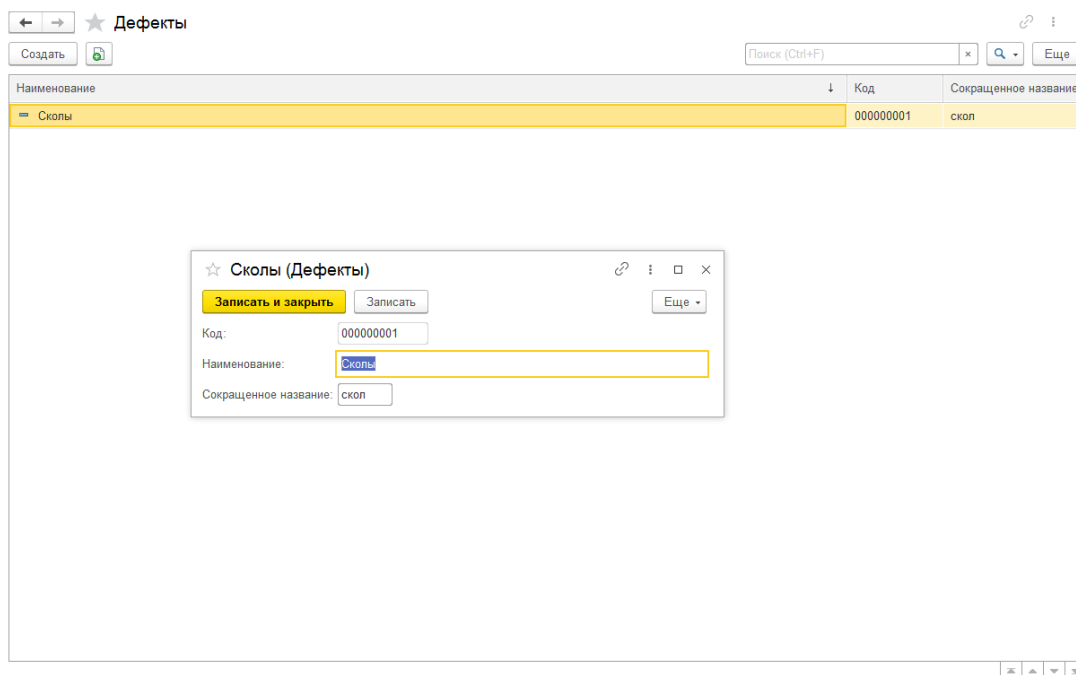 Дефекты
Создать Поиск (Ctrl+F) × Еще
Наименование ↓ Код Сокращенное название
Сколы 000000001 скол
Сколы (Дефекты)
Записать и закрыть Записать Еще
Код: 000000001
Наименование: Сколы
Сокращенное название: скол